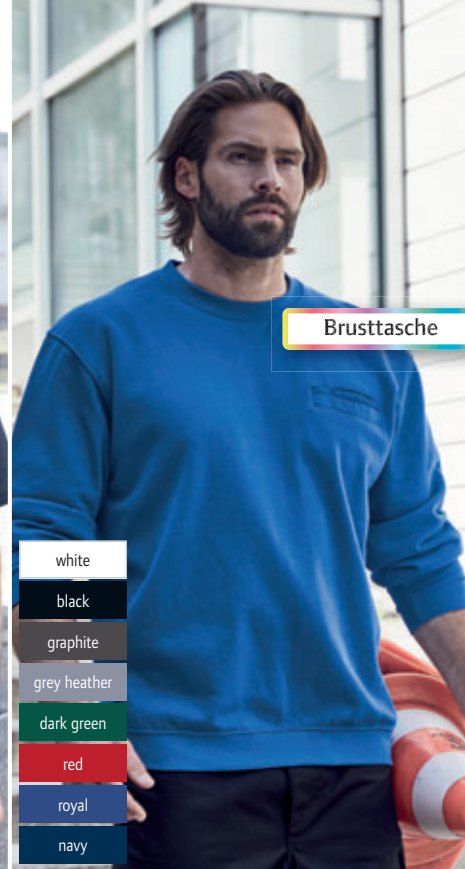 Brusttasche
white
black
graphite
grey heather
dark green
red
royal
navy